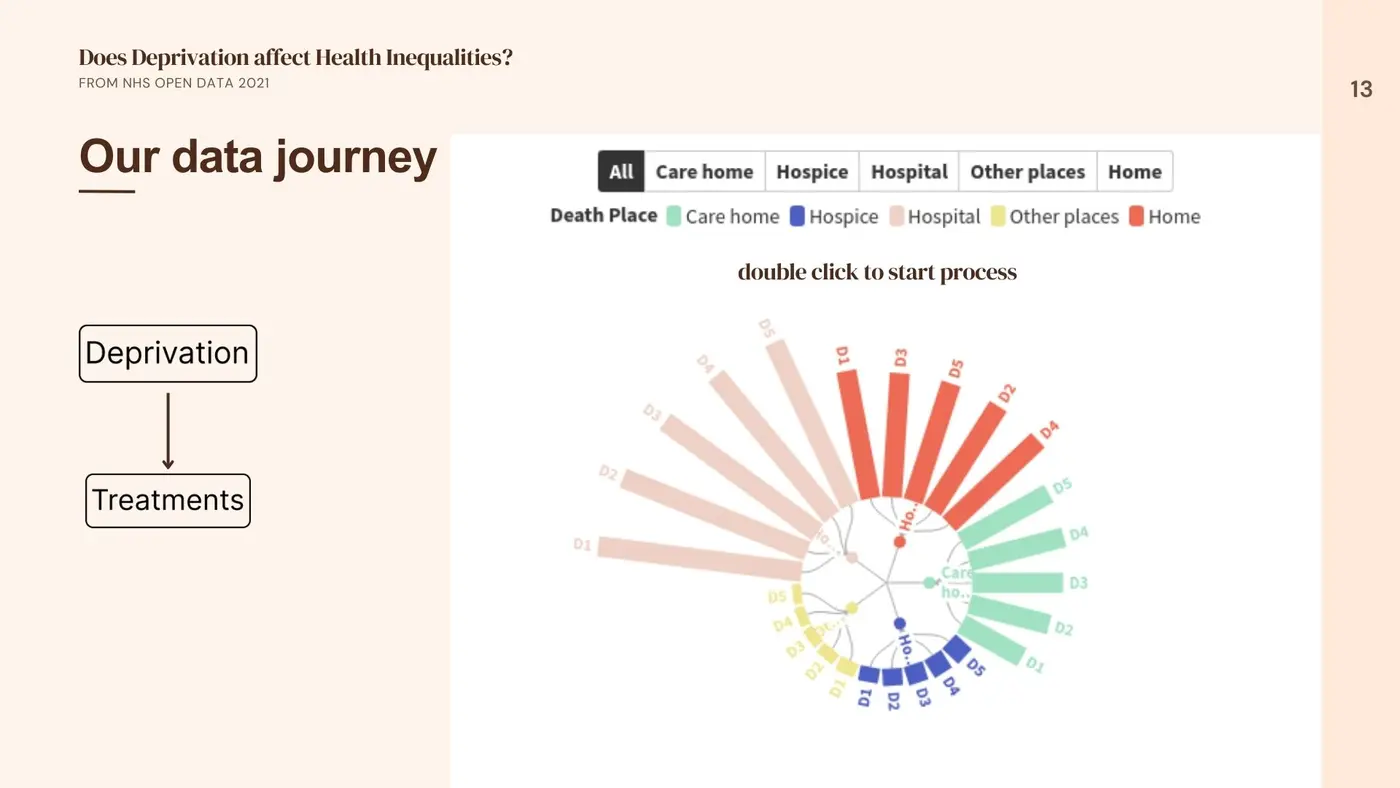 Does Deprivation affect Health Inequalities?
FROM NHS OPEN DATA 2021
13
Our data journey
All Care home Hospice Hospital Other places Home
Death Place Care home Hospice Hospital Other places Home
double click to start process
Deprivation
Treatments
D5
D4
D3
D2
D1
D1
D3
D5
D2
D4
D5
D4
D3
D2
D1
D5
D4
D3
D2
D1
D1
D2
D3
D4
D5
Ho..
Care
ho..
Ho..